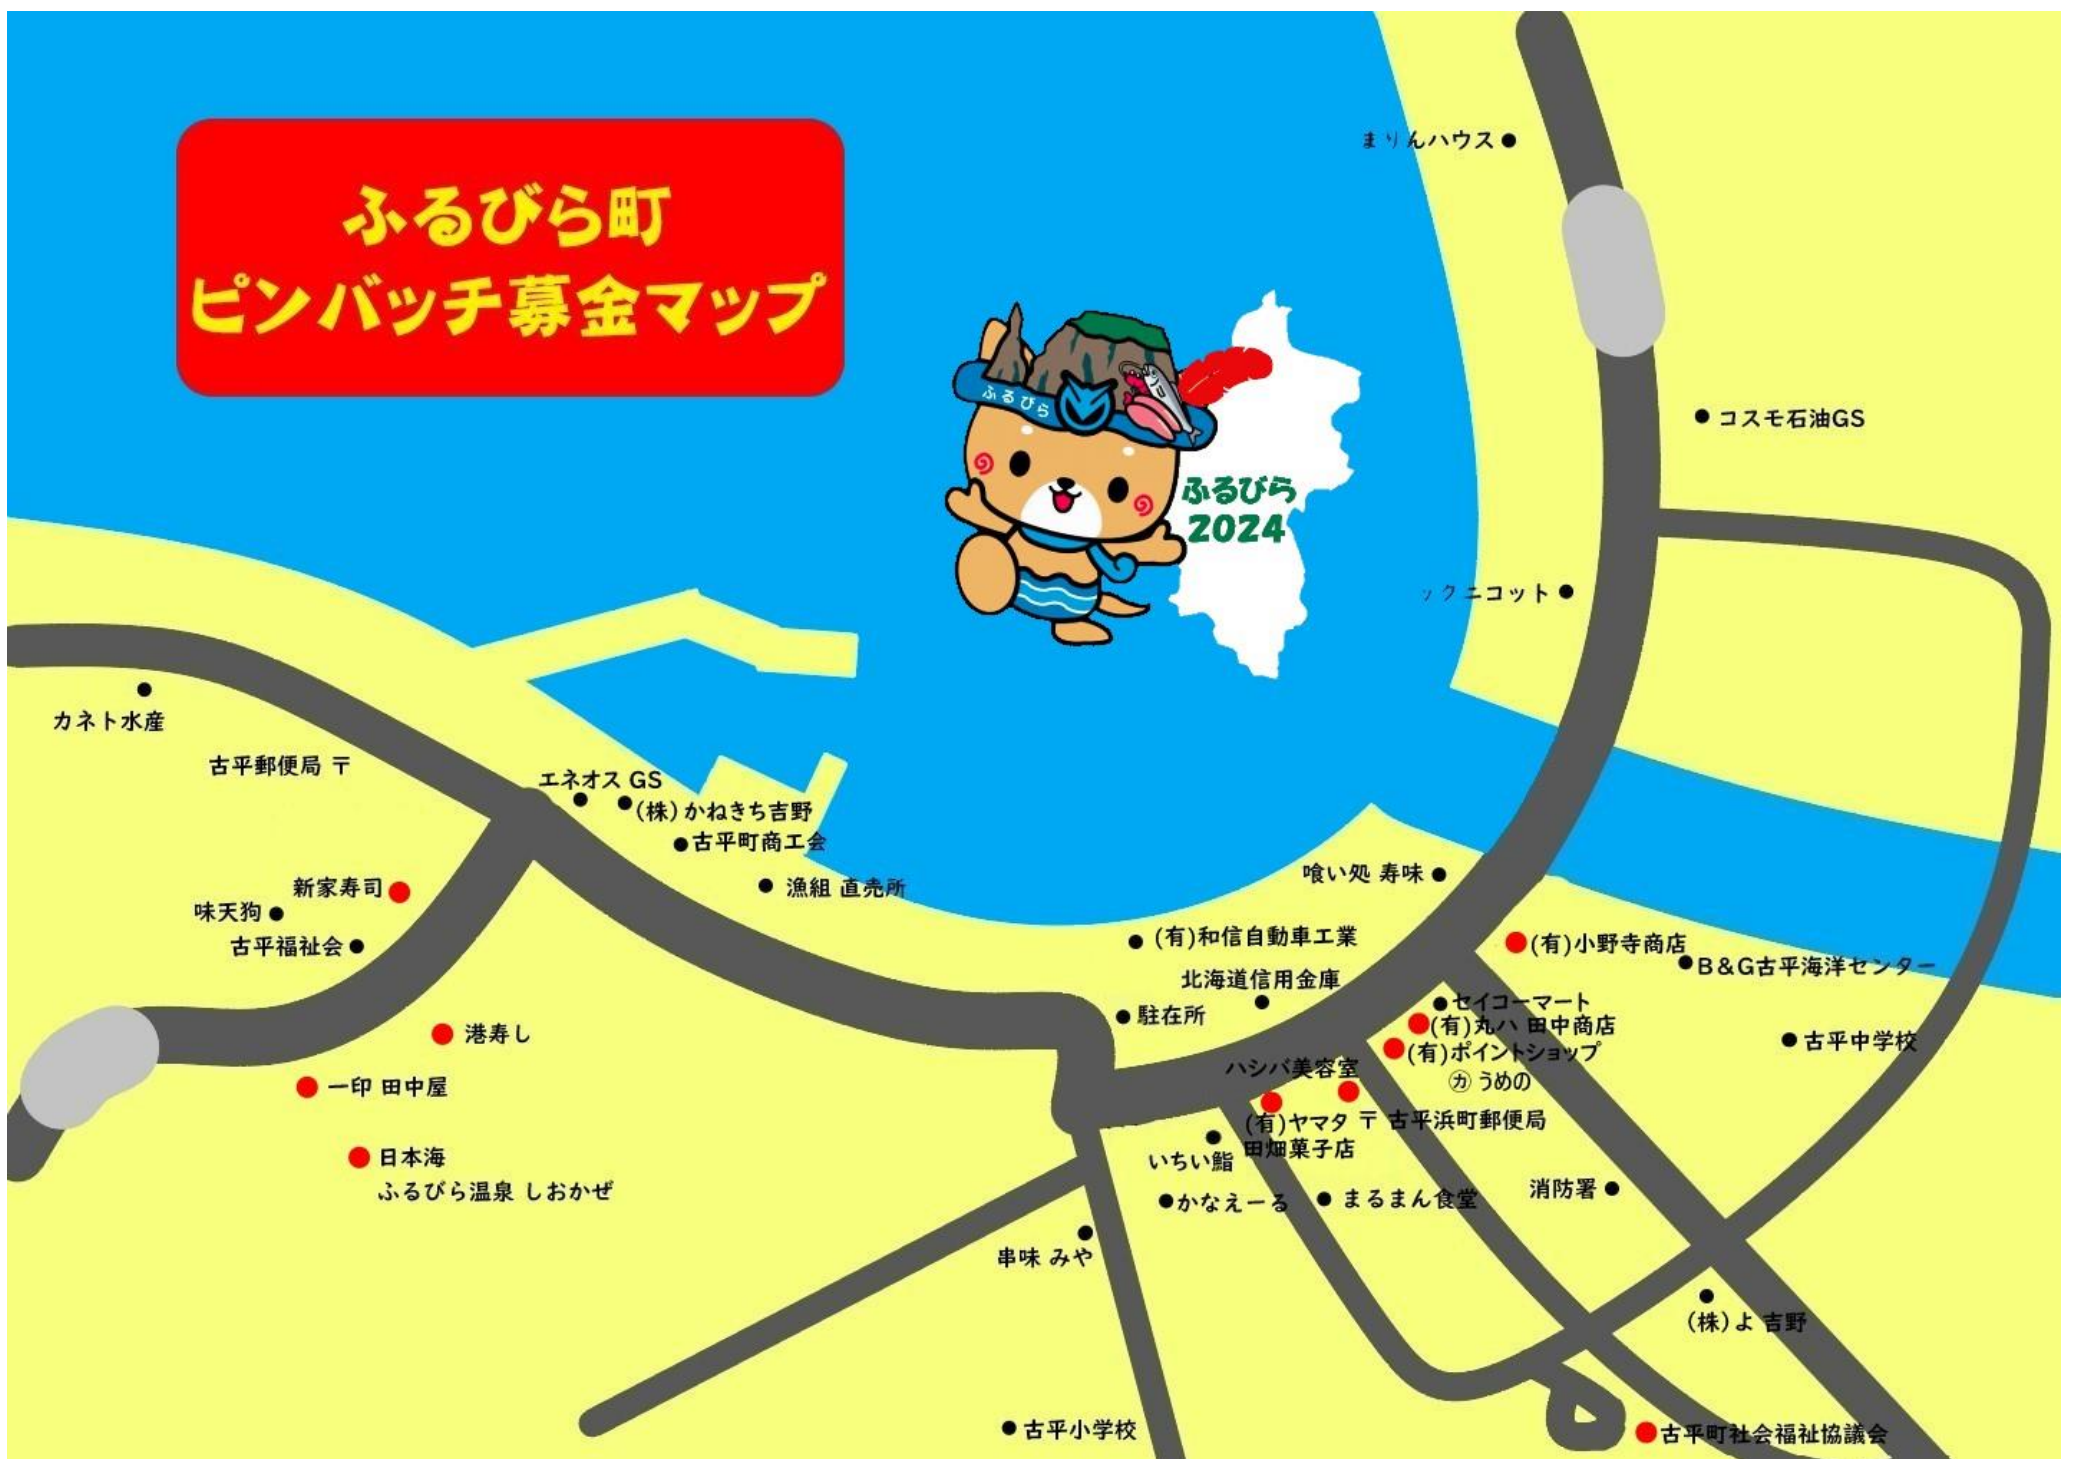 ふるびら町
ピンバッチ募金マップ
まりんハウス
ふるびら
コスモ石油GS
ふるびら
2024
ックニコット
カネト水産
古平郵便局 〒
エネオス GS
(株)かねきち吉野
古平町商工会
漁組 直売所
新家寿司
味天狗
古平福祉会
喰い処 寿味
(有)和信自動車工業
(有)小野寺商店
B&G古平海洋センター
北海道信用金庫
駐在所
セイコーマート
(有)丸ハ 田中商店
(有)ポイントショップ
㋕ うめの
古平中学校
港寿し
一印 田中屋
ハシバ美容室
(有)ヤマタ
田畑菓子店
〒 古平浜町郵便局
いちい鮨
日本海
ふるびら温泉 しおかぜ
かなえーる
まるまん食堂
消防署
串味 みや
(株)よ 吉野
古平小学校
古平町社会福祉協議会